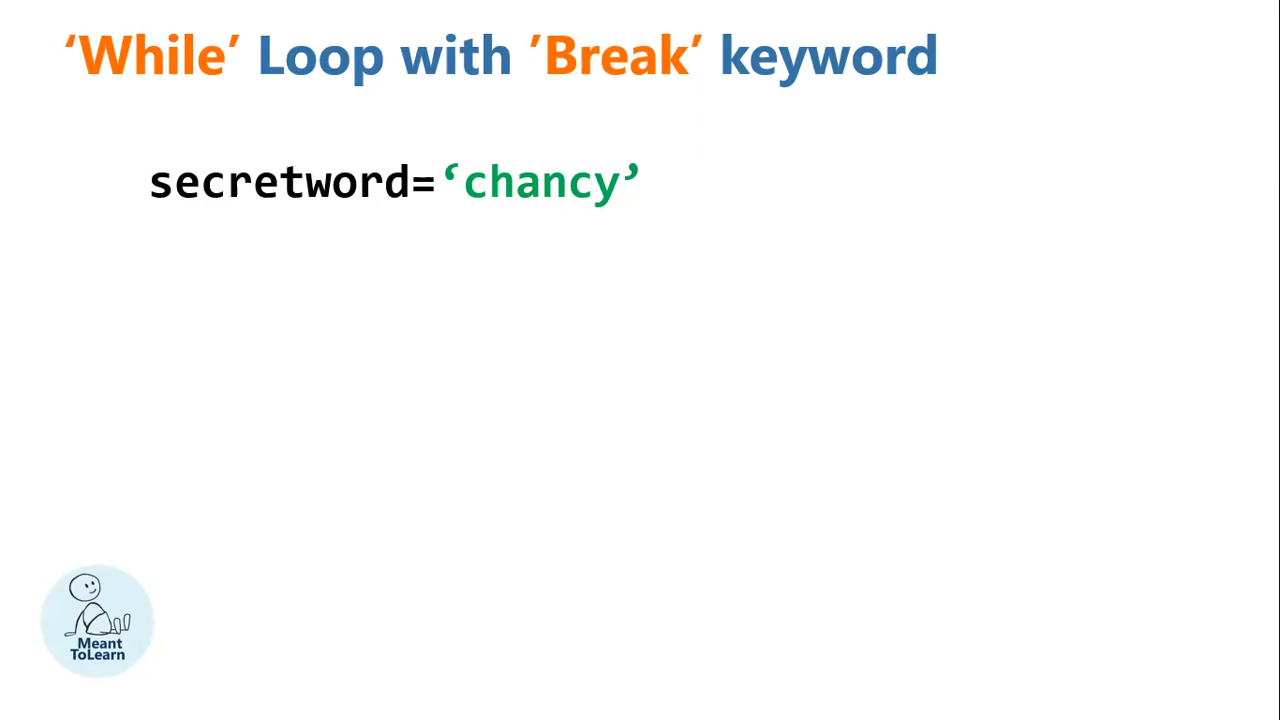 ‘While’ Loop with ’Break’ keyword
secretword=‘chancy’
Meant
ToLearn